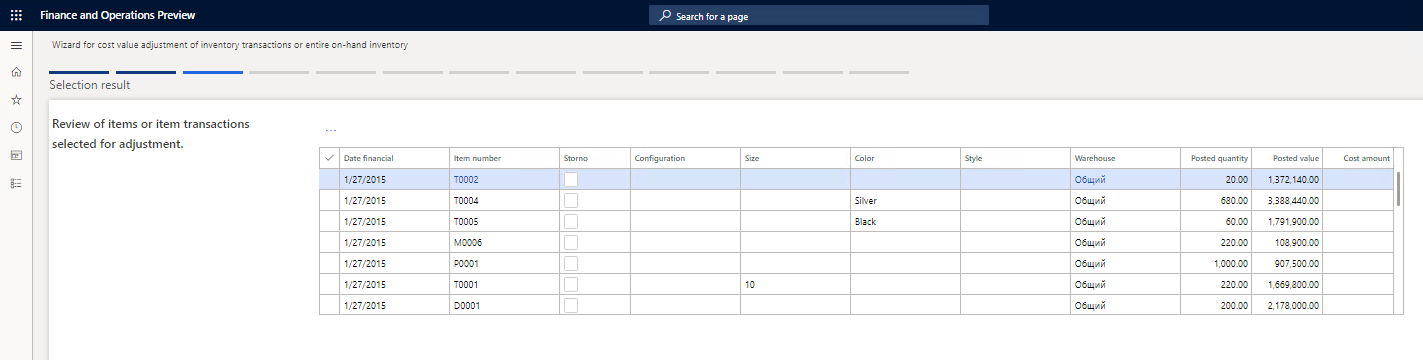 Finance and Operations Preview
Search for a page
Wizard for cost value adjustment of inventory transactions or entire on-hand inventory
Selection result
Review of items or item transactions
selected for adjustment.
...
Date financial Item number Storno Configuration Size Color Style Warehouse Posted quantity Posted value Cost amount
1/27/2015 T0002 Общий 20.00 1,372,140.00
1/27/2015 T0004 Silver Общий 680.00 3,388,440.00
1/27/2015 T0005 Black Общий 60.00 1,791,900.00
1/27/2015 M0006 Общий 220.00 108,900.00
1/27/2015 P0001 Общий 1,000.00 907,500.00
1/27/2015 T0001 10 Общий 220.00 1,669,800.00
1/27/2015 D0001 Общий 200.00 2,178,000.00